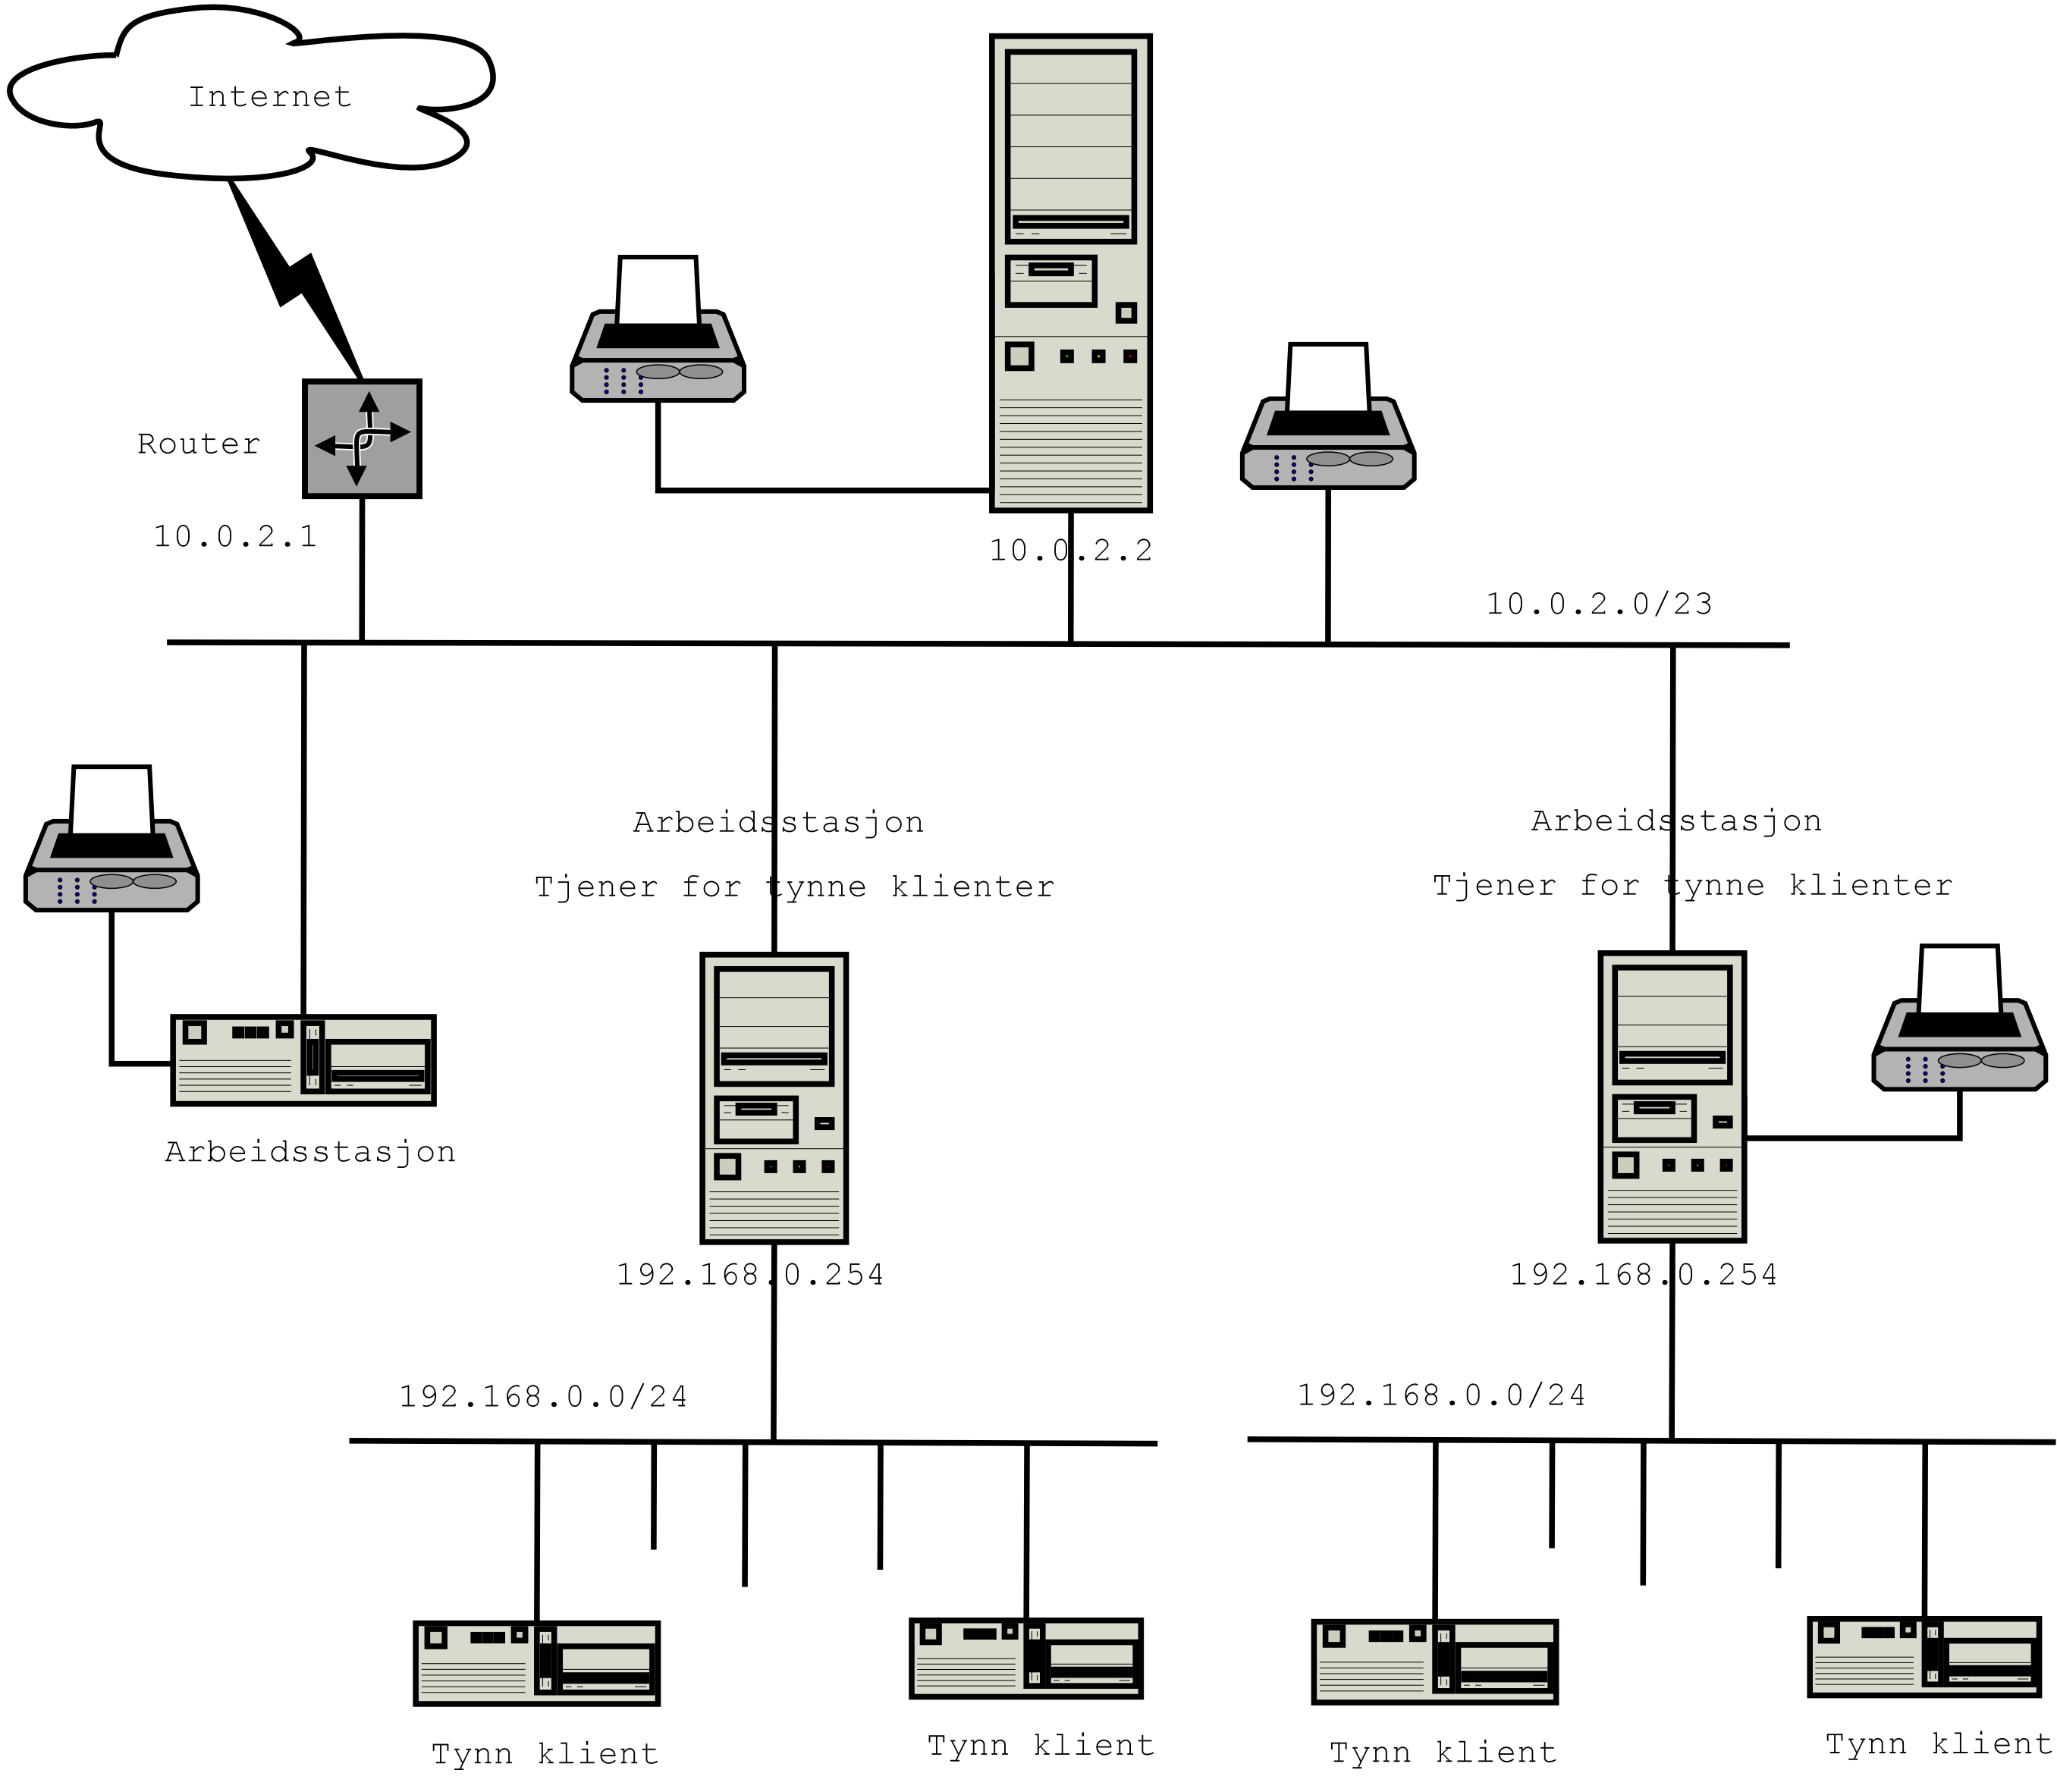 Internet
Router
10.0.2.1
10.0.2.2
10.0.2.0/23
Arbeidsstasjon
Tjener for tynne klienter
Arbeidsstasjon
Tjener for tynne klienter
Arbeidsstasjon
192.168.0.254
192.168.0.254
192.168.0.0/24
192.168.0.0/24
Tynn klient
Tynn klient
Tynn klient
Tynn klient